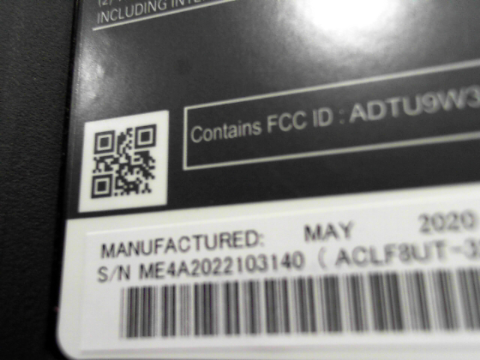 INCLUDING INTE
Contains FCC ID : ADTU9W3
MANUFACTURED: MAY 2020
S/N ME4A2022103140 ( ACLF8UT-3